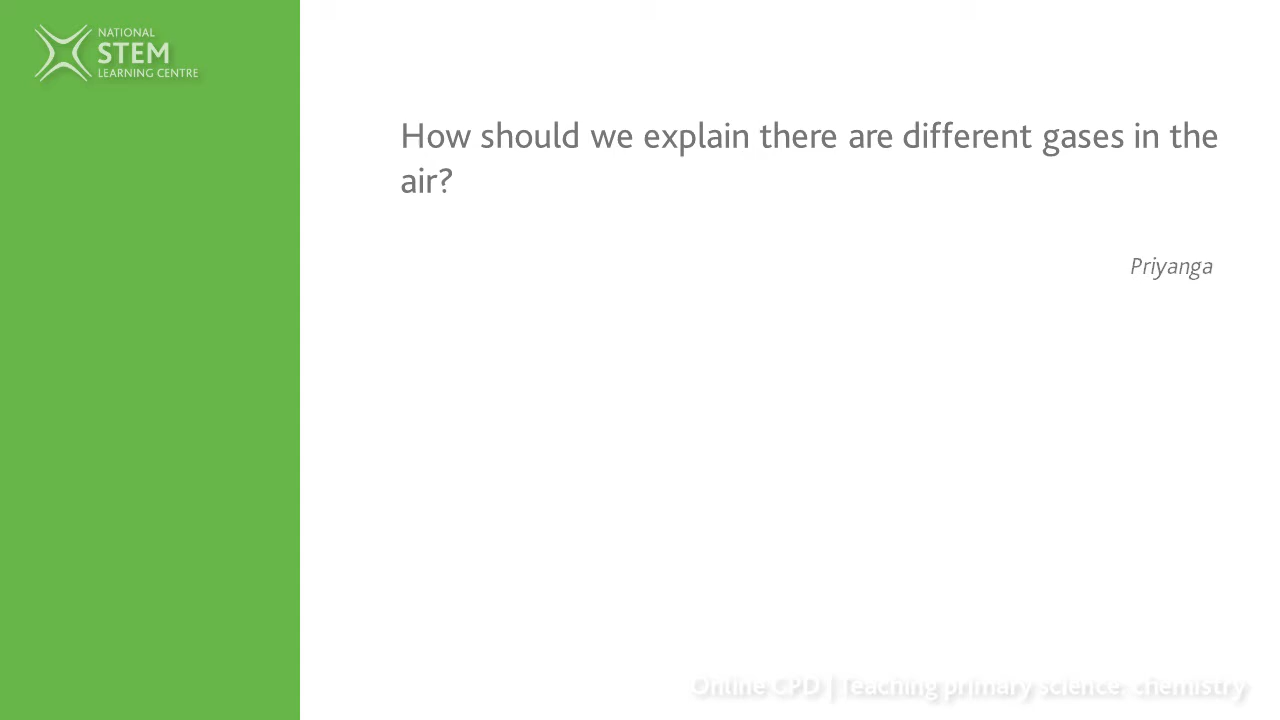 NATIONAL
STEM
LEARNING CENTRE
How should we explain there are different gases in the
air?
Priyanga
Online CPD | Teaching primary science: chemistry